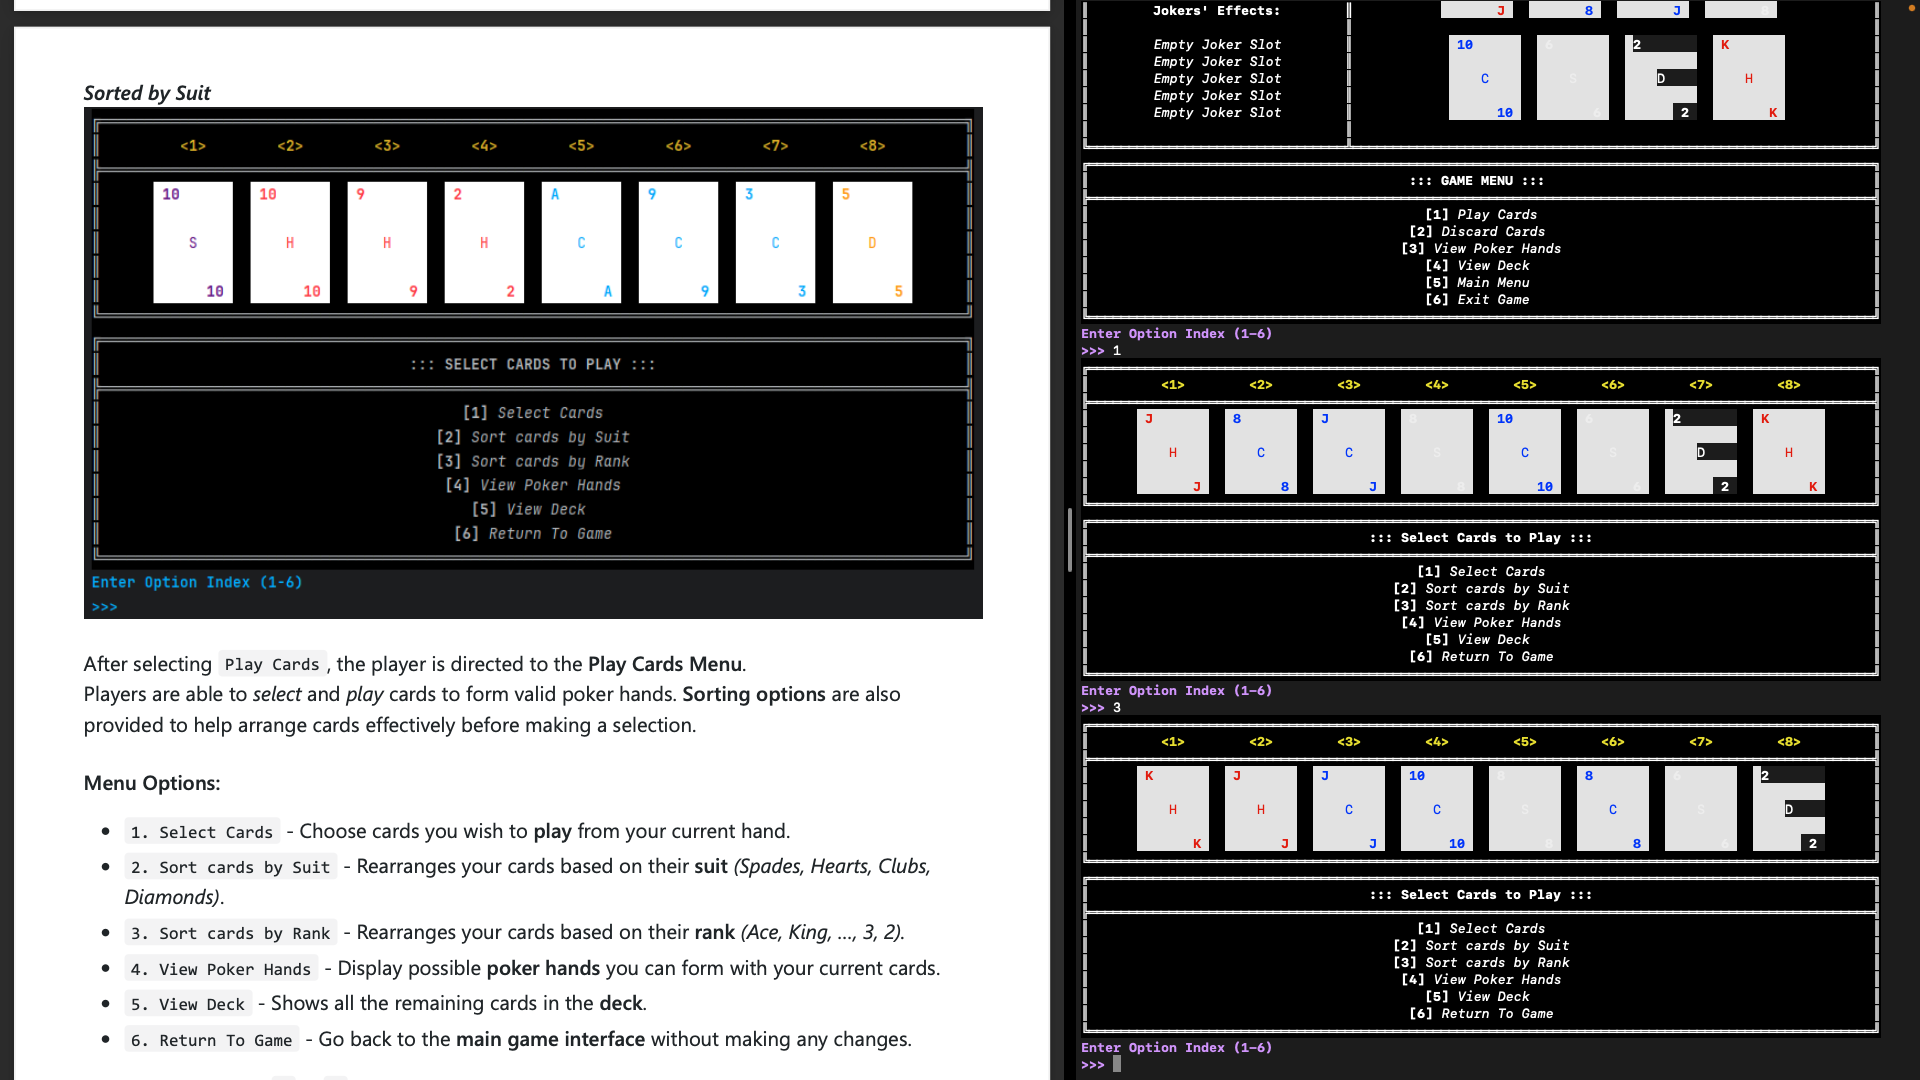 Sorted by Suit
<1> <2> <3> <4> <5> <6> <7> <8>
10 10 9 2 A 9 3 5
S H H H C C C D
10 10 9 2 A 9 3 5
::: SELECT CARDS TO PLAY :::
[1] Select Cards
[2] Sort cards by Suit
[3] Sort cards by Rank
[4] View Poker Hands
[5] View Deck
[6] Return To Game
Enter Option Index (1-6)
>>>
After selecting Play Cards, the player is directed to the Play Cards Menu.
Players are able to select and play cards to form valid poker hands. Sorting options are also
provided to help arrange cards effectively before making a selection.
Menu Options:
• 1. Select Cards - Choose cards you wish to play from your current hand.
• 2. Sort cards by Suit - Rearranges your cards based on their suit (Spades, Hearts, Clubs,
Diamonds).
• 3. Sort cards by Rank - Rearranges your cards based on their rank (Ace, King, ..., 3, 2).
• 4. View Poker Hands - Display possible poker hands you can form with your current cards.
• 5. View Deck - Shows all the remaining cards in the deck.
• 6. Return To Game - Go back to the main game interface without making any changes.
Jokers' Effects:
J 8 J 8
Empty Joker Slot
Empty Joker Slot
Empty Joker Slot
Empty Joker Slot
Empty Joker Slot
10 6 2 K
C S D H
10 6 2 K
::: GAME MENU :::
[1] Play Cards
[2] Discard Cards
[3] View Poker Hands
[4] View Deck
[5] Main Menu
[6] Exit Game
Enter Option Index (1-6)
>>> 1
<1> <2> <3> <4> <5> <6> <7> <8>
J 8 J 8 10 6 2 K
H C C S C S D H
J 8 J 8 10 6 2 K
::: Select Cards to Play :::
[1] Select Cards
[2] Sort cards by Suit
[3] Sort cards by Rank
[4] View Poker Hands
[5] View Deck
[6] Return To Game
Enter Option Index (1-6)
>>> 3
<1> <2> <3> <4> <5> <6> <7> <8>
K J J 10 8 8 6 2
H H C C S C S D
K J J 10 8 8 6 2
::: Select Cards to Play :::
[1] Select Cards
[2] Sort cards by Suit
[3] Sort cards by Rank
[4] View Poker Hands
[5] View Deck
[6] Return To Game
Enter Option Index (1-6)
>>>